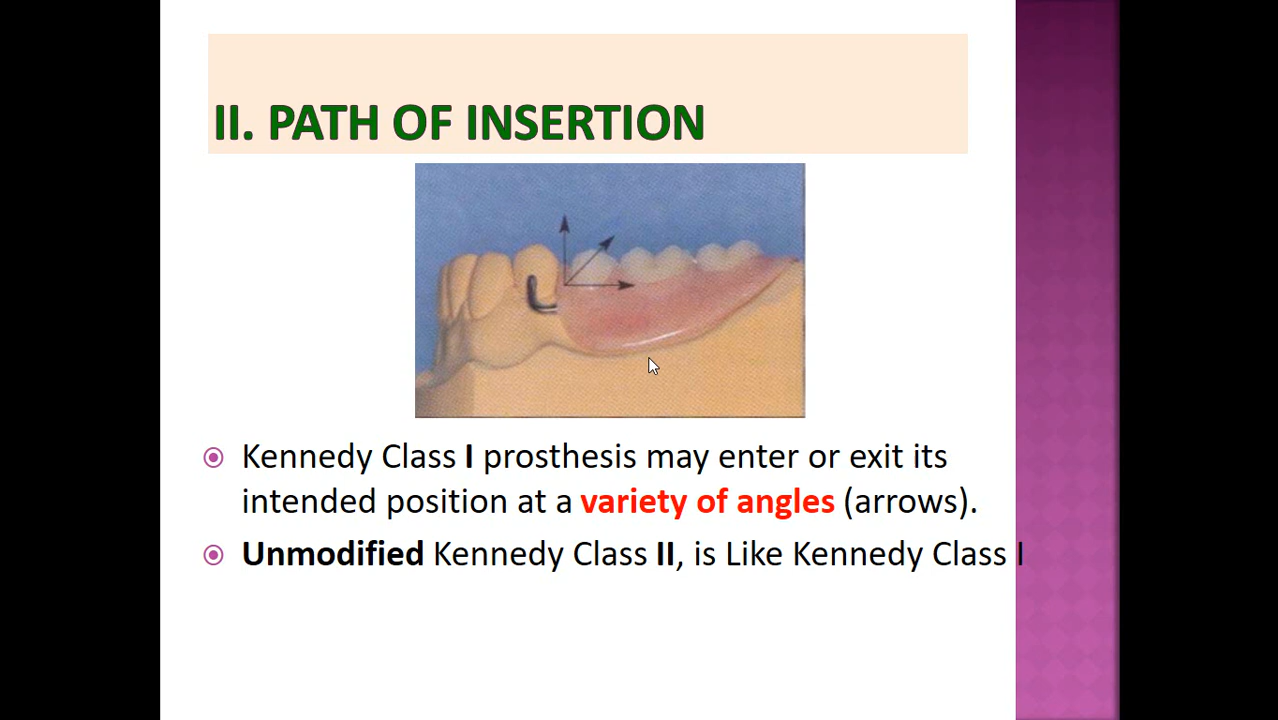 II. PATH OF INSERTION
Kennedy Class I prosthesis may enter or exit its
intended position at a variety of angles (arrows).
Unmodified Kennedy Class II, is Like Kennedy Class I